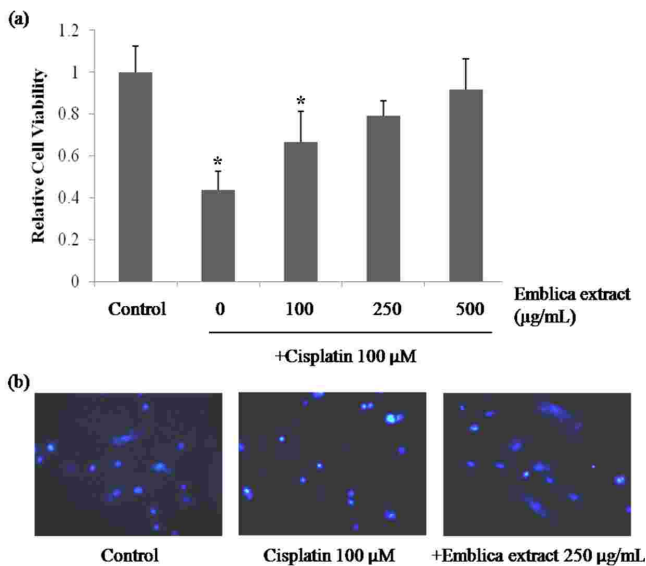 (a)
Relative Cell Viability
1.2
1
0.8
0.6
0.4
0.2
0
*
*
Control
0
100
250
500
Emblica extract
(µg/mL)
+Cisplatin 100 µM
(b)
Control
Cisplatin 100 µM
+Emblica extract 250 µg/mL